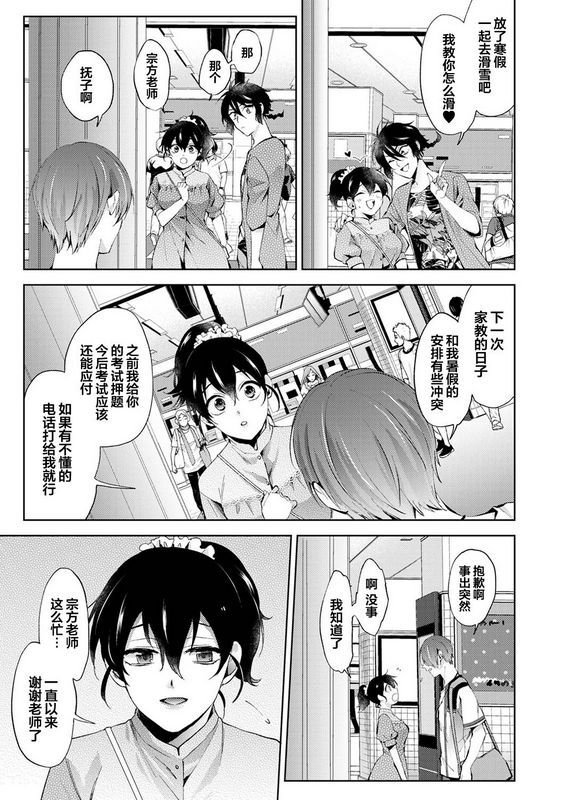 放了寒假
一起去滑雪吧
我教你怎么滑♥
那
那个
宗方老师
抚子啊
下一次
家教的日子
和我暑假的
安排有些冲突
之前我给你
的考试押题
今后考试应该
还能应付
如果有不懂的
电话打给我就行
抱歉啊
事出突然
啊 没事
我知道了
宗方老师
这么忙…
一直以来
谢谢老师了